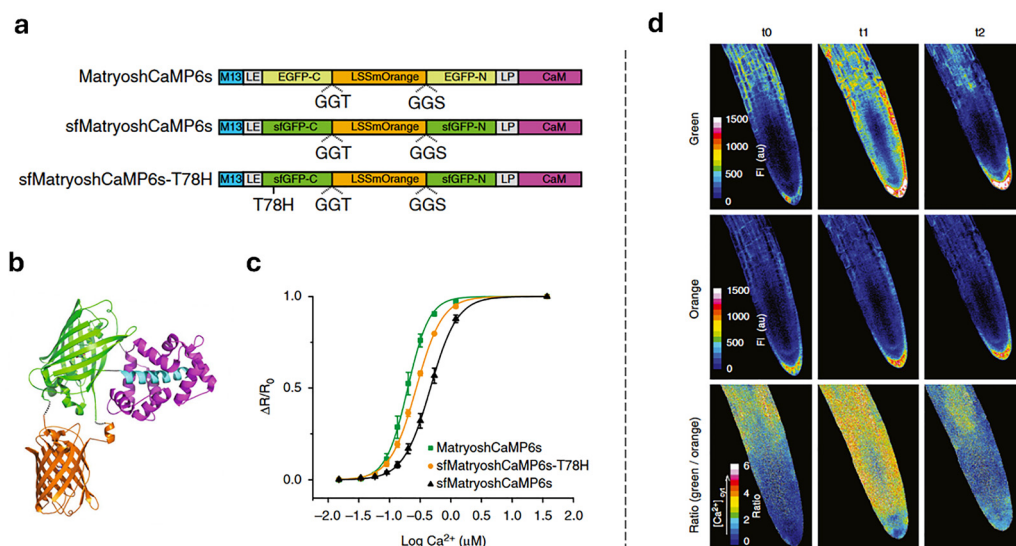 a
MatryoshCaMP6s
M13 LE EGFP-C LSSmOrange EGFP-N LP CaM
GGT GGS
sfMatryoshCaMP6s
M13 LE sfGFP-C LSSmOrange sfGFP-N LP CaM
GGT GGS
sfMatryoshCaMP6s-T78H
M13 LE sfGFP-C LSSmOrange sfGFP-N LP CaM
T78H GGT GGS
b
c
ΔR/R₀
1.0
0.5
0.0
MatryoshCaMP6s
sfMatryoshCaMP6s-T78H
sfMatryoshCaMP6s
−2.0 −1.5 −1.0 −0.5 0.0 0.5 1.0 1.5 2.0
Log Ca²⁺ (μM)
d
t0 t1 t2
Green
1500
1000
500
0
FI (au)
Orange
1500
1000
500
0
FI (au)
Ratio (green / orange)
6
4
2
0
[Ca²⁺]cyt
Ratio